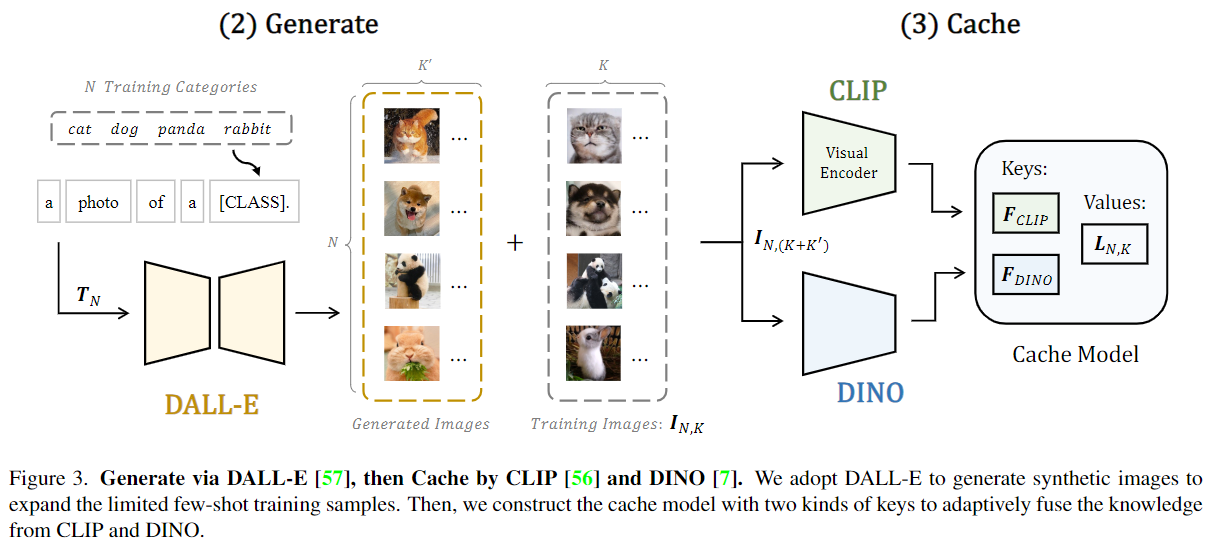 (2) Generate
(3) Cache
N Training Categories
cat dog panda rabbit
a photo of a [CLASS].
T_N
DALL-E
K'
N
...
...
...
...
Generated Images
+
K
...
...
...
...
Training Images: I_{N,K}
I_{N,(K+K')}
CLIP
Visual
Encoder
DINO
Keys:
F_{CLIP}
F_{DINO}
Values:
L_{N,K}
Cache Model
Figure 3. Generate via DALL-E [57], then Cache by CLIP [56] and DINO [7]. We adopt DALL-E to generate synthetic images to
expand the limited few-shot training samples. Then, we construct the cache model with two kinds of keys to adaptively fuse the knowledge
from CLIP and DINO.